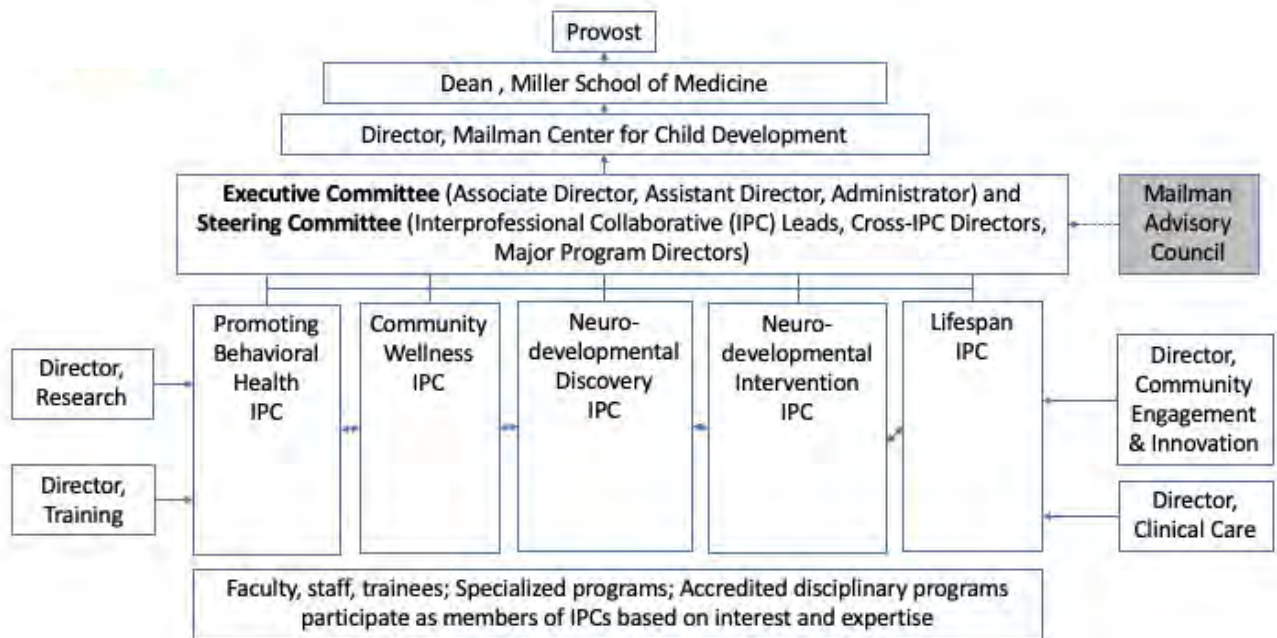 Provost
Dean , Miller School of Medicine
Director, Mailman Center for Child Development
Executive Committee (Associate Director, Assistant Director, Administrator) and
Steering Committee (Interprofessional Collaborative (IPC) Leads, Cross-IPC Directors,
Major Program Directors)
Mailman
Advisory
Council
Director,
Research
Director,
Training
Promoting
Behavioral
Health
IPC
Community
Wellness
IPC
Neuro-
developmental
Discovery
IPC
Neuro-
developmental
Intervention
IPC
Lifespan
IPC
Director,
Community
Engagement
& Innovation
Director,
Clinical Care
Faculty, staff, trainees; Specialized programs; Accredited disciplinary programs
participate as members of IPCs based on interest and expertise